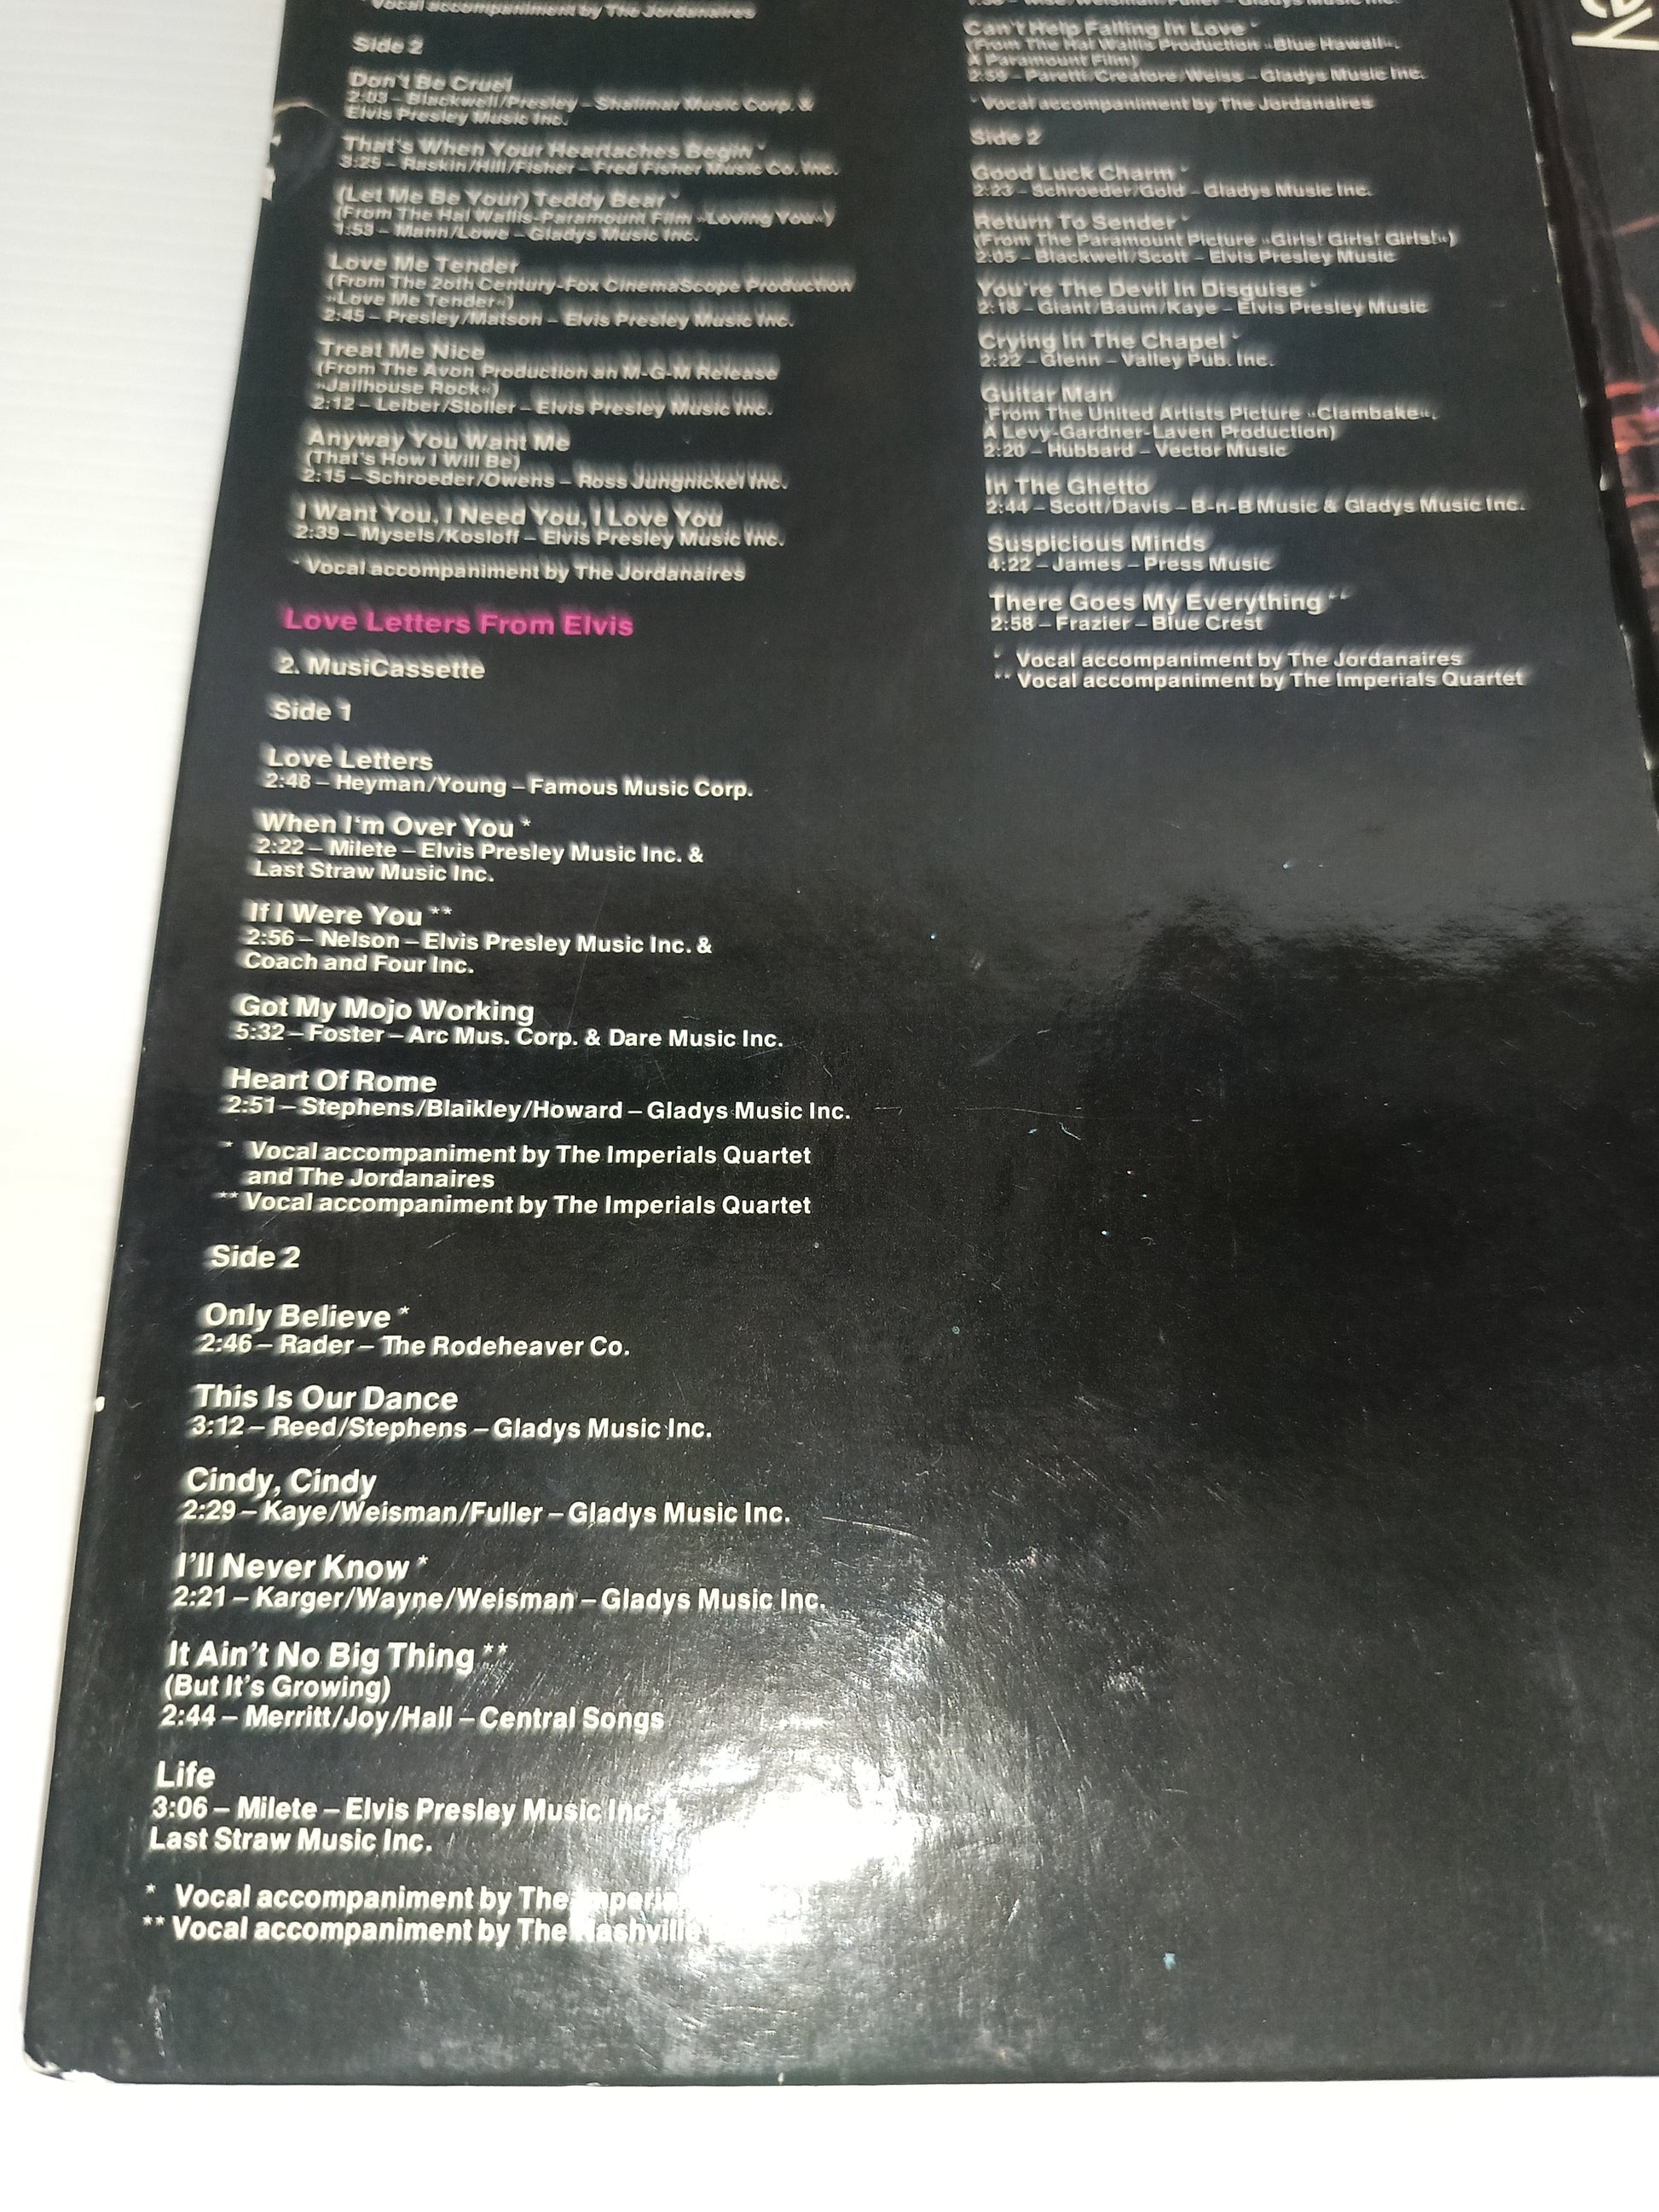 * Vocal accompaniment by The Jordanaires
Side 2
Don't Be Cruel
2:03 – Blackwell/Presley – Shalimar Music Corp. &
Elvis Presley Music Inc.
That's When Your Heartaches Begin *
3:25 – Raskin/Hill/Fisher – Fred Fisher Music Co. Inc.
(Let Me Be Your) Teddy Bear *
(From The Hal Wallis-Paramount Film »Loving You«)
1:53 – Mann/Lowe – Gladys Music Inc.
Love Me Tender
(From The 20th Century-Fox CinemaScope Production
»Love Me Tender«)
2:45 – Presley/Matson – Elvis Presley Music Inc.
Treat Me Nice
(From The Avon Production an M-G-M Release
»Jailhouse Rock«)
2:12 – Leiber/Stoller – Elvis Presley Music Inc.
Anyway You Want Me
(That's How I Will Be)
2:15 – Schroeder/Owens – Ross Jungnickel Inc.
I Want You, I Need You, I Love You
2:39 – Mysels/Kosloff – Elvis Presley Music Inc.
* Vocal accompaniment by The Jordanaires
Love Letters From Elvis
2. MusiCassette
Side 1
Love Letters
2:48 – Heyman/Young – Famous Music Corp.
When I'm Over You *
2:22 – Milete – Elvis Presley Music Inc. &
Last Straw Music Inc.
If I Were You **
2:56 – Nelson – Elvis Presley Music Inc. &
Coach and Four Inc.
Got My Mojo Working
5:32 – Foster – Arc Mus. Corp. & Dare Music Inc.
Heart Of Rome
2:51 – Stephens/Blaikley/Howard – Gladys Music Inc.
* Vocal accompaniment by The Imperials Quartet
and The Jordanaires
** Vocal accompaniment by The Imperials Quartet
Side 2
Only Believe *
2:46 – Rader – The Rodeheaver Co.
This Is Our Dance
3:12 – Reed/Stephens – Gladys Music Inc.
Cindy, Cindy
2:29 – Kaye/Weisman/Fuller – Gladys Music Inc.
I'll Never Know *
2:21 – Karger/Wayne/Weisman – Gladys Music Inc.
It Ain't No Big Thing **
(But It's Growing)
2:44 – Merritt/Joy/Hall – Central Songs
Life
3:06 – Milete – Elvis Presley Music Inc.
Last Straw Music Inc.
* Vocal accompaniment by The
** Vocal accompaniment by The Nashville
Can't Help Falling In Love *
(From The Hal Wallis Production »Blue Hawaii«.
A Paramount Film)
2:59 – Peretti/Creatore/Weiss – Gladys Music Inc.
* Vocal accompaniment by The Jordanaires
Side 2
Good Luck Charm *
2:23 – Schroeder/Gold – Gladys Music Inc.
Return To Sender *
(From The Paramount Picture »Girls! Girls! Girls!«)
2:05 – Blackwell/Scott – Elvis Presley Music
You're The Devil In Disguise *
2:18 – Giant/Baum/Kaye – Elvis Presley Music
Crying In The Chapel *
2:22 – Glenn – Valley Pub. Inc.
Guitar Man
(From The United Artists Picture »Clambake«.
A Levy-Gardner-Laven Production)
2:20 – Hubbard – Vector Music
In The Ghetto
2:44 – Scott/Davis – B-n-B Music & Gladys Music Inc.
Suspicious Minds
4:22 – James – Press Music
There Goes My Everything **
2:58 – Frazier – Blue Crest
* Vocal accompaniment by The Jordanaires
** Vocal accompaniment by The Imperials Quartet